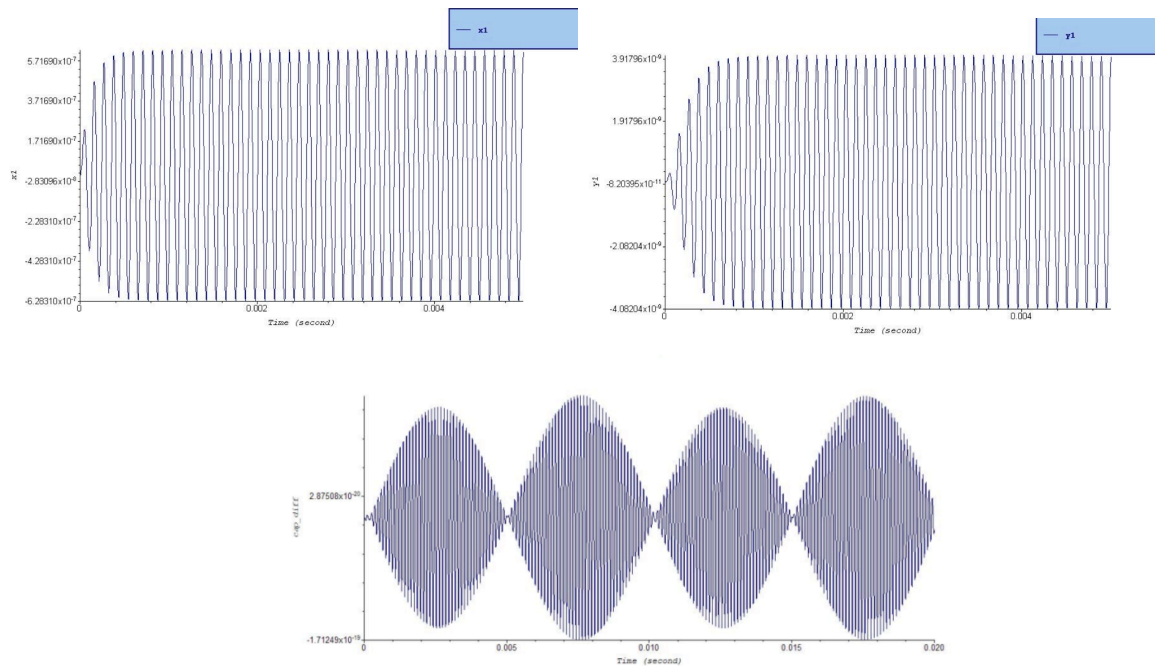 x1
5.71690x10-7
3.71690x10-7
1.71690x10-7
-2.83096x10-8
-2.28310x10-7
-4.28310x10-7
-6.28310x10-7
x1
0
0.002
0.004
Time (second)
y1
3.91796x10-9
1.91796x10-9
-8.20395x10-11
-2.08204x10-9
-4.08204x10-9
y1
0
0.002
0.004
Time (second)
2.87508x10-20
-1.71249x10-19
cap_diff
0
0.005
0.010
0.015
0.020
Time (second)